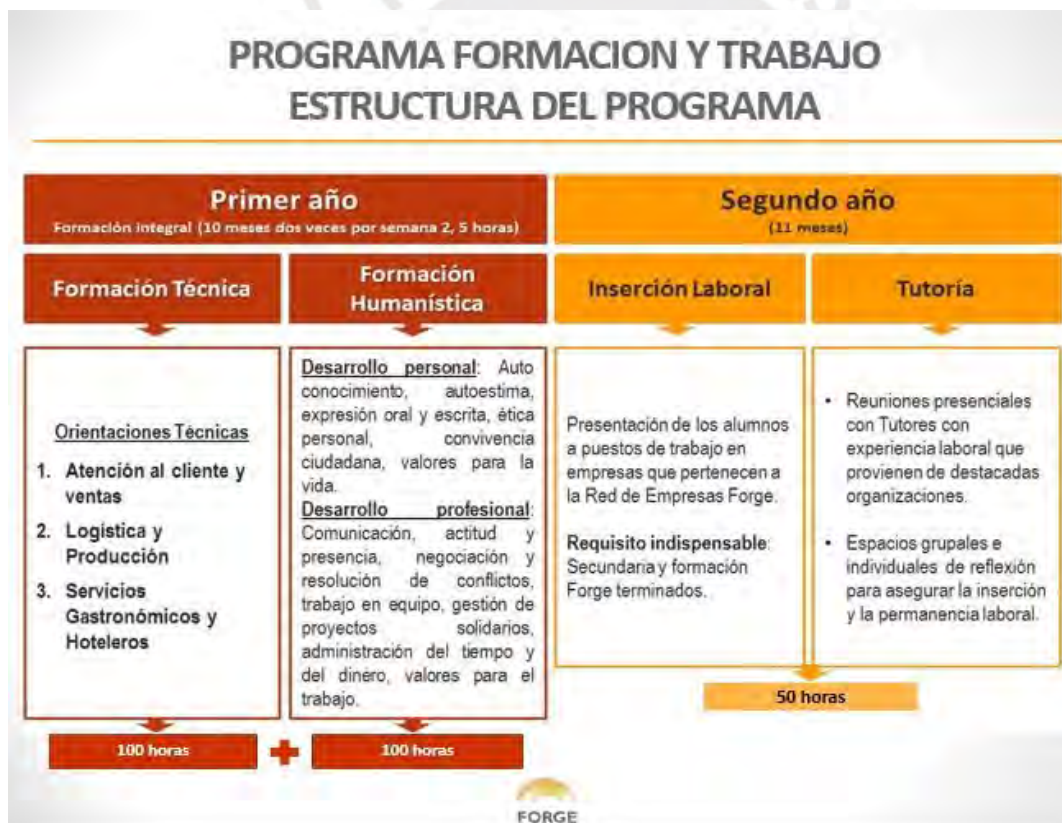 PROGRAMA FORMACION Y TRABAJO
ESTRUCTURA DEL PROGRAMA
Primer año
Formación integral (10 meses dos veces por semana 2, 5 horas)
Segundo año
(11 meses)
Formación Técnica
Formación
Humanística
Inserción Laboral
Tutoría
Orientaciones Técnicas
1. Atención al cliente y
ventas
2. Logística y
Producción
3. Servicios
Gastronómicos y
Hoteleros
Desarrollo personal: Auto
conocimiento, autoestima,
expresión oral y escrita, ética
personal, convivencia
ciudadana, valores para la
vida.
Desarrollo profesional:
Comunicación, actitud y
presencia, negociación y
resolución de conflictos,
trabajo en equipo, gestión de
proyectos solidarios,
administración del tiempo y
del dinero, valores para el
trabajo.
Presentación de los alumnos
a puestos de trabajo en
empresas que pertenecen a
la Red de Empresas Forge.
Requisito indispensable:
Secundaria y formación
Forge terminados.
• Reuniones presenciales
con Tutores con
experiencia laboral que
provienen de destacadas
organizaciones.
• Espacios grupales e
individuales de reflexión
para asegurar la inserción
y la permanencia laboral.
50 horas
100 horas
100 horas
FORGE